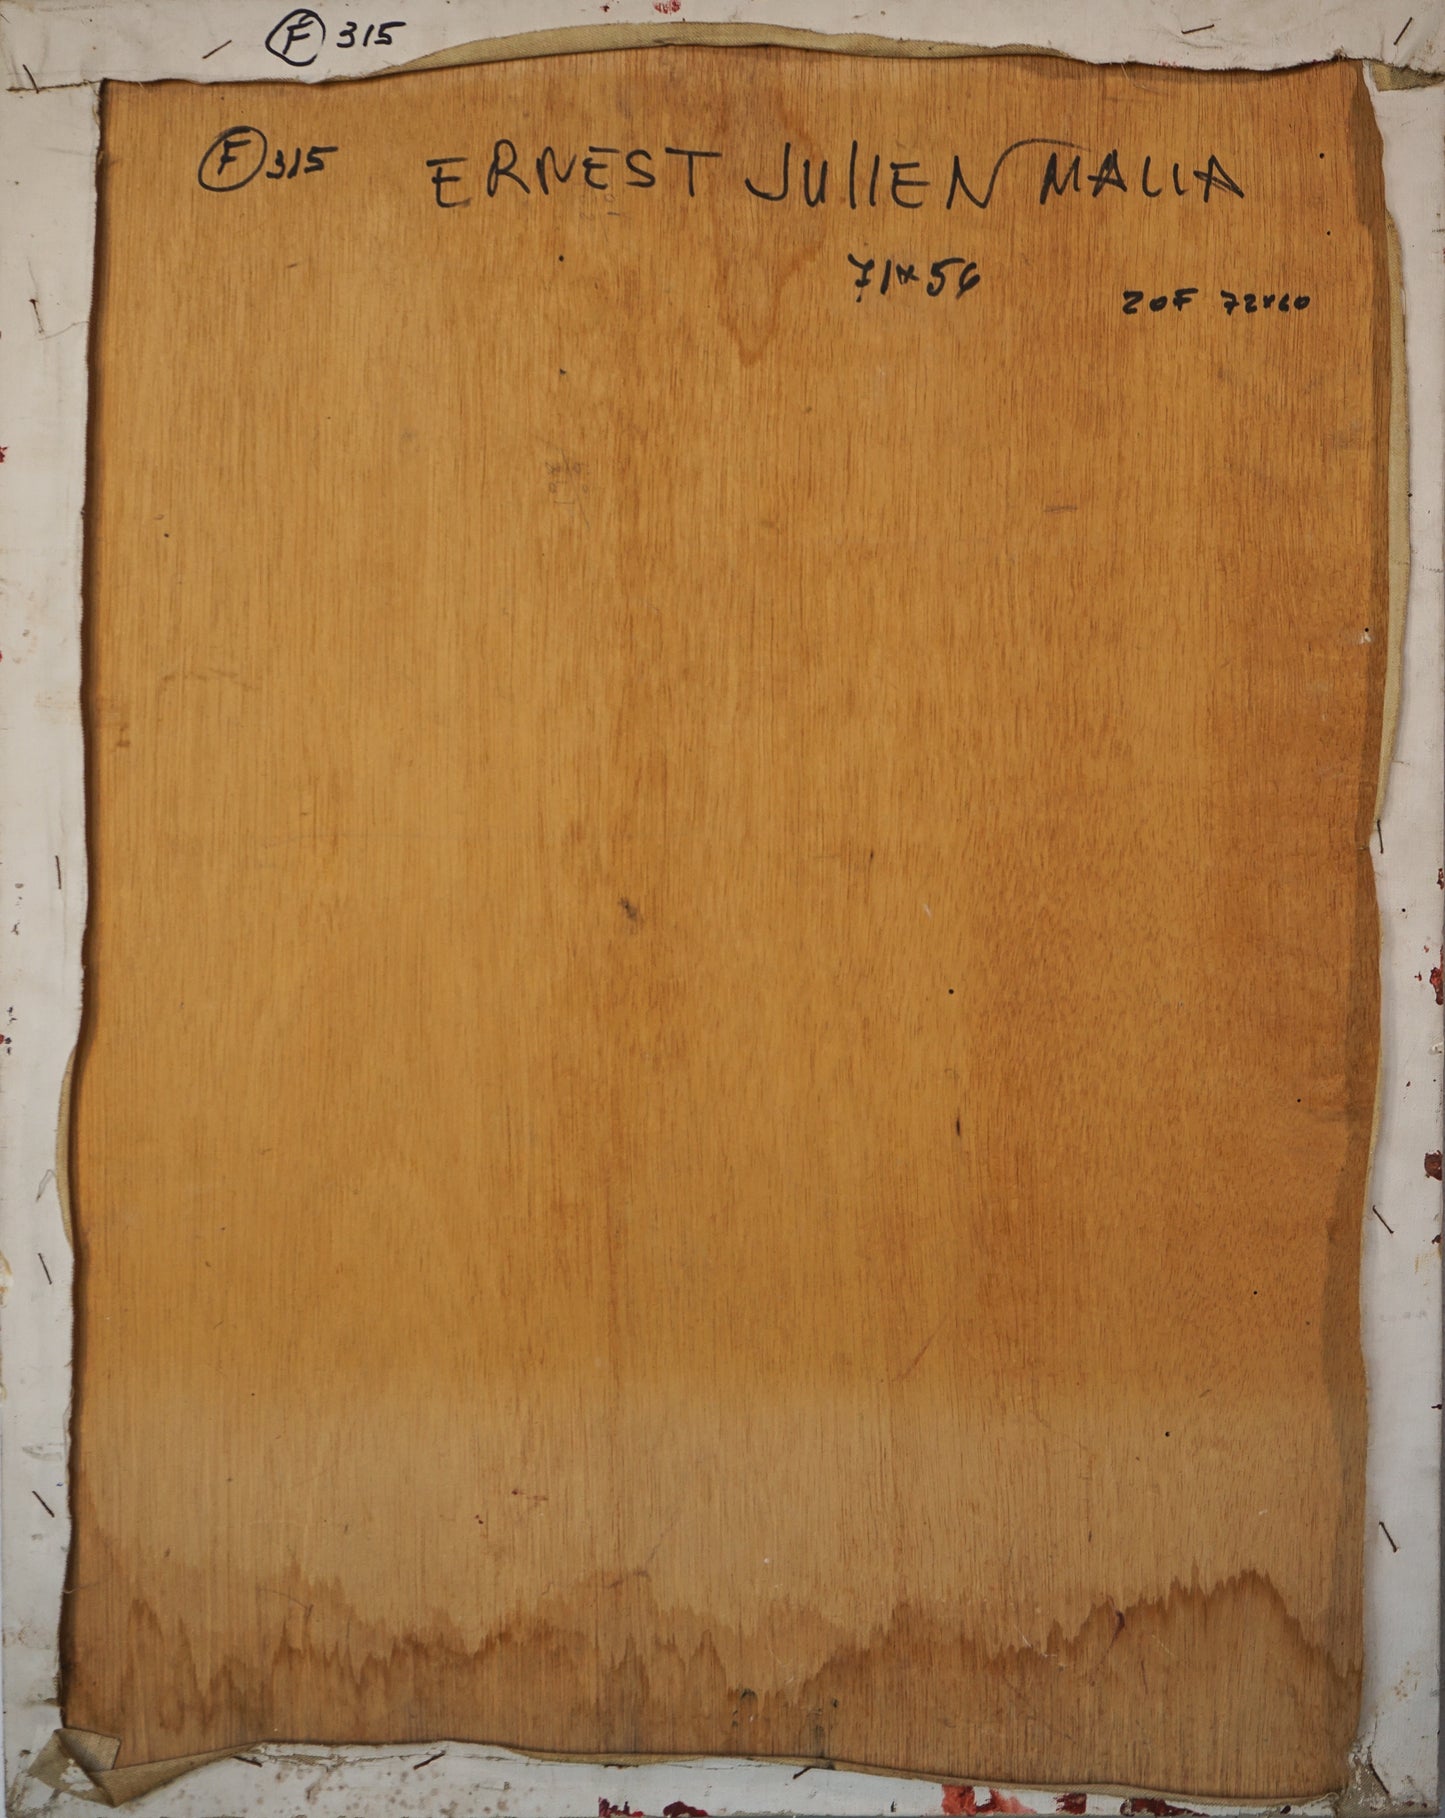 F 315
F 315 ERNEST JULIEN MALLA
71x56
20F 72x60